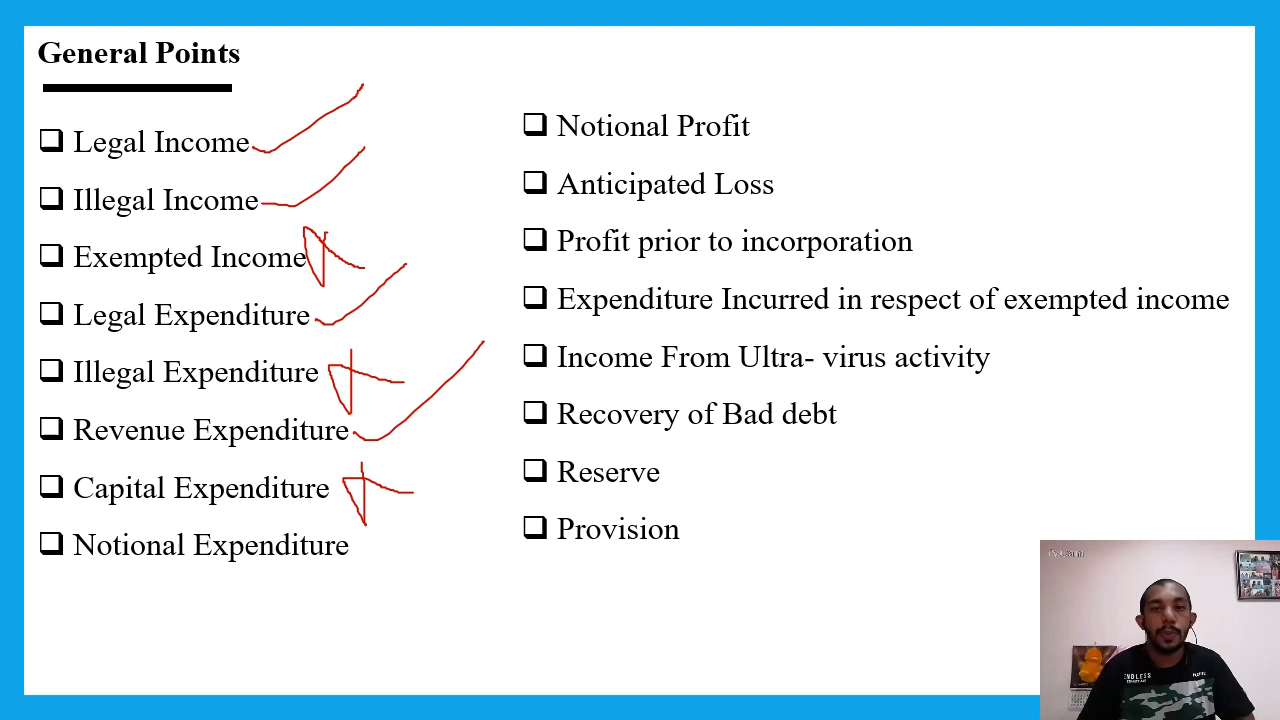 General Points
Legal Income
Illegal Income
Exempted Income
Legal Expenditure
Illegal Expenditure
Revenue Expenditure
Capital Expenditure
Notional Expenditure
Notional Profit
Anticipated Loss
Profit prior to incorporation
Expenditure Incurred in respect of exempted income
Income From Ultra- virus activity
Recovery of Bad debt
Reserve
Provision
ENDLESS